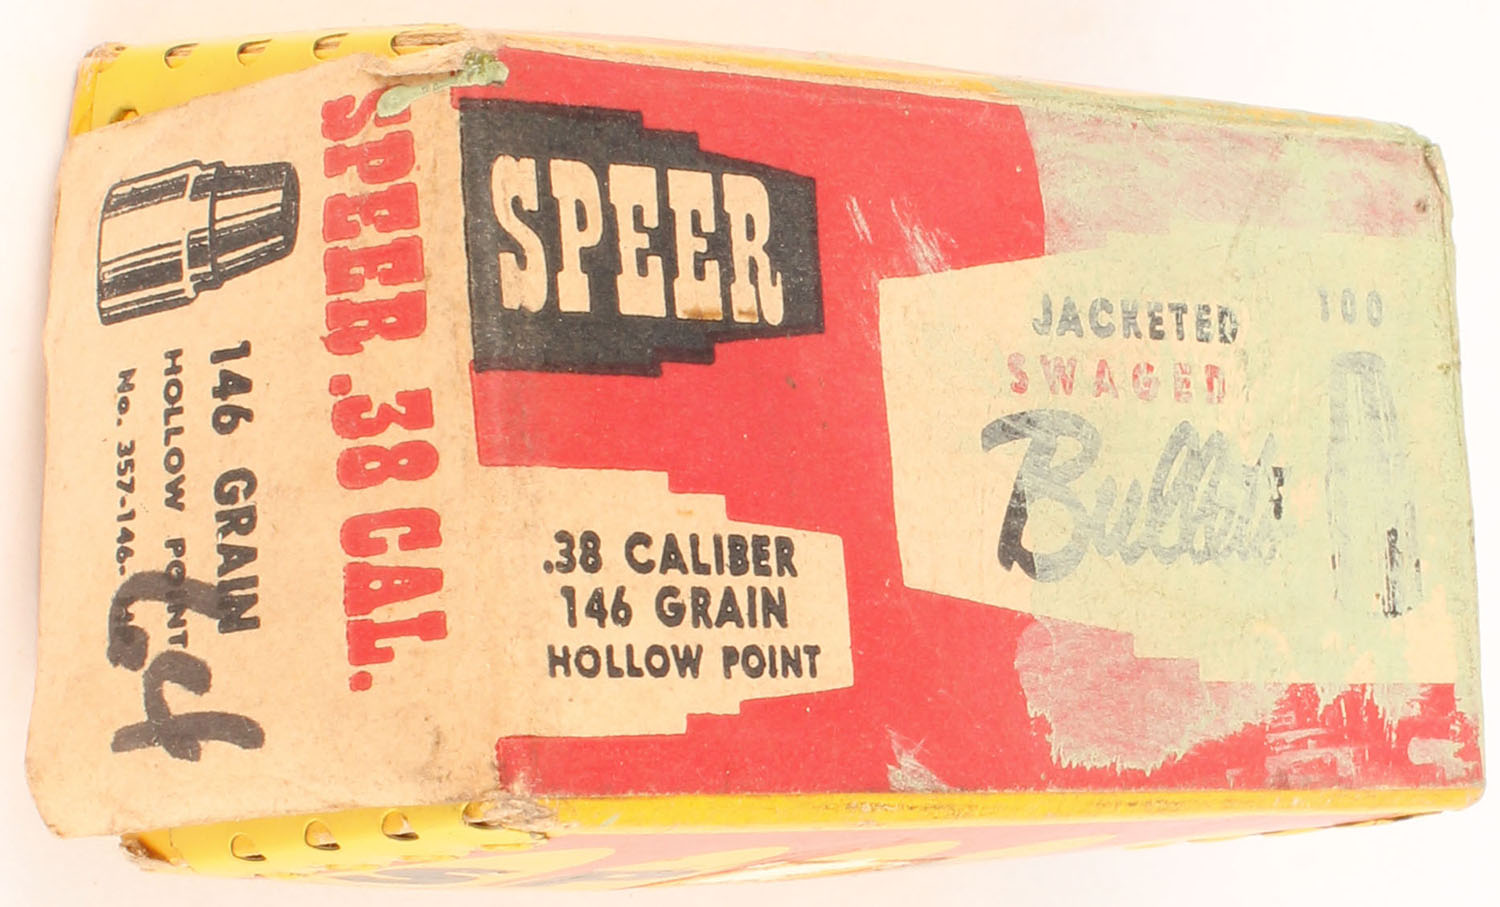 SPEER
JACKETED
SWAGED
Bullets
100
.38 CALIBER
146 GRAIN
HOLLOW POINT
SPEER .38 CAL.
146 GRAIN
HOLLOW POINT
No. 357-146